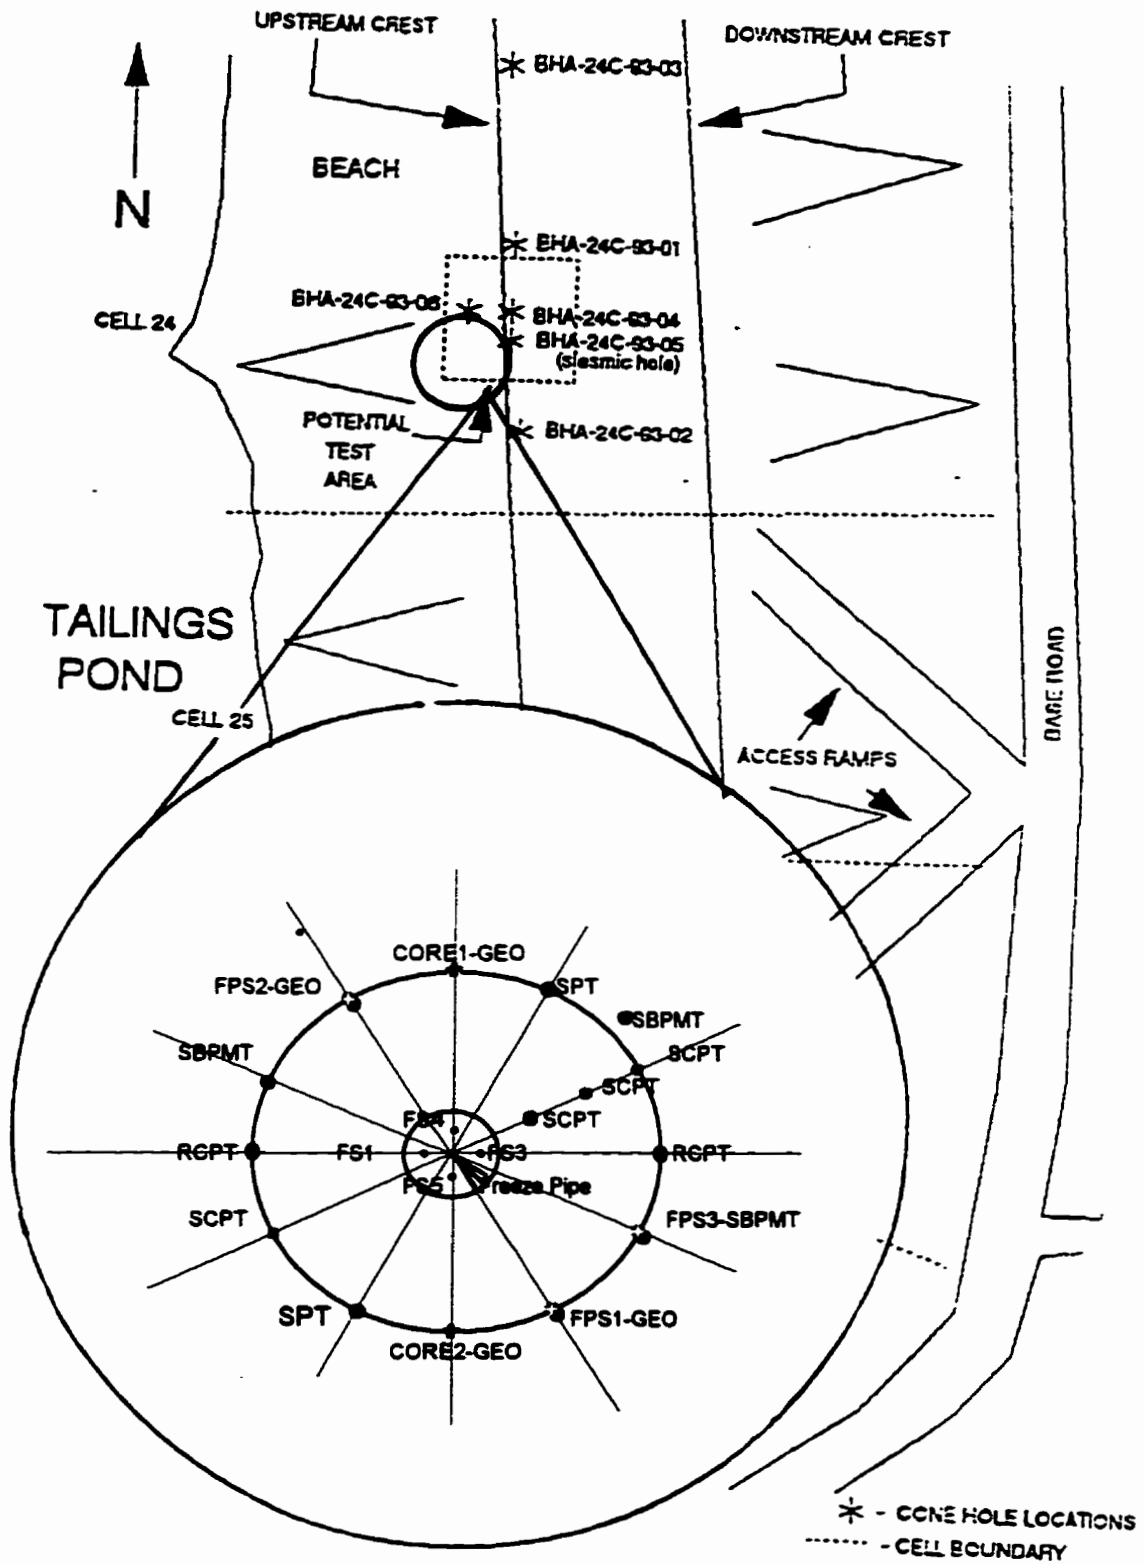 UPSTREAM CREST
DOWNSTREAM CREST
BHA-24C-93-03
BEACH
N
BHA-24C-93-01
BHA-24C-93-06
CELL 24
BHA-24C-93-04
BHA-24C-93-05
(siesmic hole)
POTENTIAL
TEST
AREA
BHA-24C-93-02
TAILINGS
POND
CELL 25
BASE ROAD
ACCESS RAMPS
CORE1-GEO
FPS2-GEO
SPT
SBPMT
SBPMT
SCPT
SCPT
SCPT
FS4
RCPT
FS1
FS3
RCPT
FS5
Freeze Pipe
SCPT
FPS3-SBPMT
SPT
FPS1-GEO
CORE2-GEO
- CONE HOLE LOCATIONS
- CELL BOUNDARY